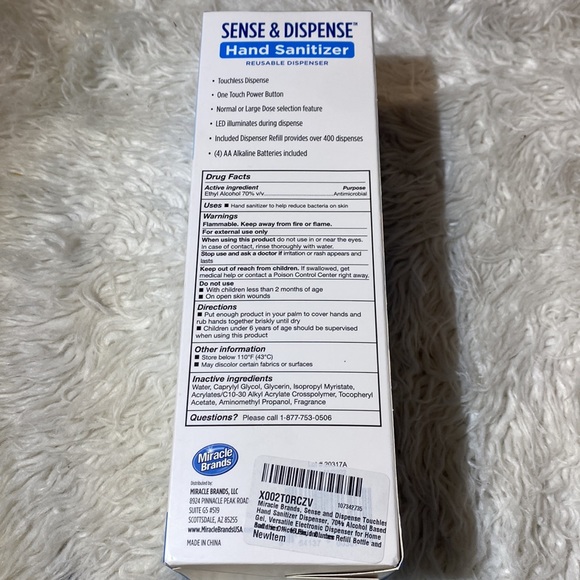 SENSE & DISPENSE™
Hand Sanitizer
REUSABLE DISPENSER
• Touchless Dispense
• One Touch Power Button
• Normal or Large Dose selection feature
• LED illuminates during dispense
• Included Dispenser Refill provides over 400 dispenses
• (4) AA Alkaline Batteries included
Drug Facts
Active ingredient Purpose
Ethyl Alcohol 70% v/v Antimicrobial
Uses ■ Hand sanitizer to help reduce bacteria on skin
Warnings
Flammable. Keep away from fire or flame.
For external use only
When using this product do not use in or near the eyes.
In case of contact, rinse thoroughly with water.
Stop use and ask a doctor if irritation or rash appears and
lasts
Keep out of reach from children. If swallowed, get
medical help or contact a Poison Control Center right away.
Do not use
■ With children less than 2 months of age
■ On open skin wounds
Directions
■ Put enough product in your palm to cover hands and
rub hands together briskly until dry
■ Children under 6 years of age should be supervised
when using this product
Other information
■ Store below 110°F (43°C)
■ May discolor certain fabrics or surfaces
Inactive ingredients
Water, Caprylyl Glycol, Glycerin, Isopropyl Myristate,
Acrylates/C10-30 Alkyl Acrylate Crosspolymer, Tocopheryl
Acetate, Aminomethyl Propanol, Fragrance
Questions? Please call 1-877-753-0506
Miracle
Brands
Distributed by:
MIRACLE BRANDS, LLC
8924 PINNACLE PEAK ROAD
SUITE G5 #519
SCOTTSDALE, AZ 85255
www.MiracleBrandsUSA
MADE IN CHINA
# 20317A
X002T0RCZV
107342735
Miracle Brands, Sense and Dispense Touchles
Hand Sanitizer Dispenser, 70% Alcohol Based
Gel, Versatile Electronic Dispenser for Home
Refill Bottle and
NewItem